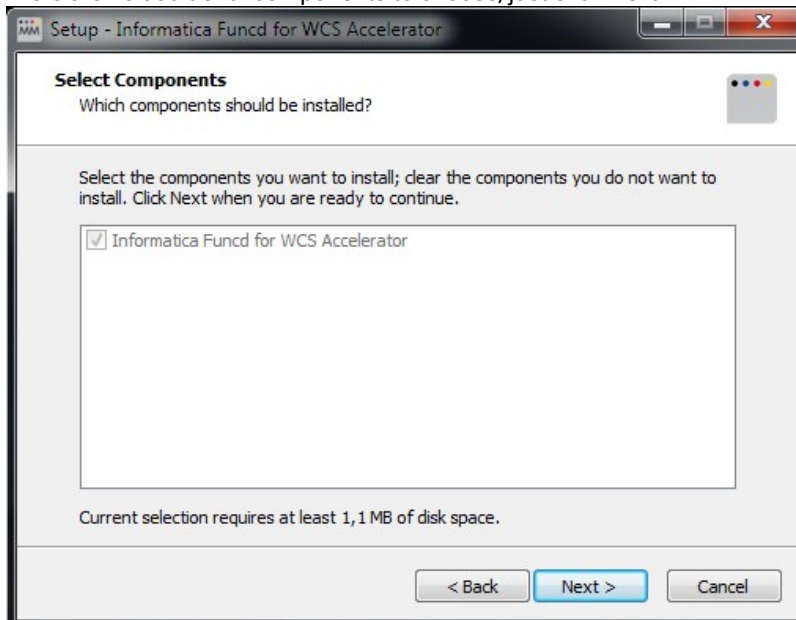 MM Setup - Informatica Funcd for WCS Accelerator
Select Components
Which components should be installed?
Select the components you want to install; clear the components you do not want to
install. Click Next when you are ready to continue.
Informatica Funcd for WCS Accelerator
Current selection requires at least 1,1 MB of disk space.
< Back Next > Cancel